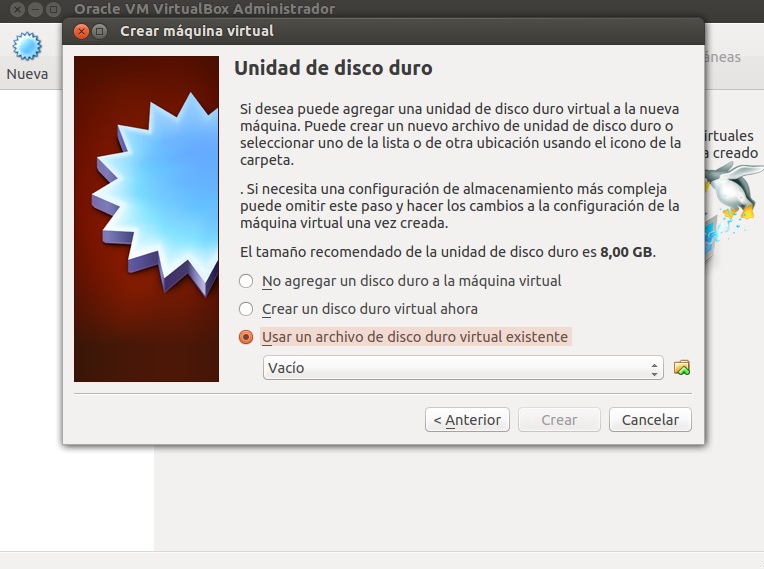 Oracle VM VirtualBox Administrador
Crear máquina virtual
Nueva
áneas
Unidad de disco duro
Si desea puede agregar una unidad de disco duro virtual a la nueva
máquina. Puede crear un nuevo archivo de unidad de disco duro o
seleccionar uno de la lista o de otra ubicación usando el icono de la
carpeta.
irtuales
a creado
. Si necesita una configuración de almacenamiento más compleja
puede omitir este paso y hacer los cambios a la configuración de la
máquina virtual una vez creada.
El tamaño recomendado de la unidad de disco duro es 8,00 GB.
No agregar un disco duro a la máquina virtual
Crear un disco duro virtual ahora
Usar un archivo de disco duro virtual existente
Vacío
< Anterior
Crear
Cancelar